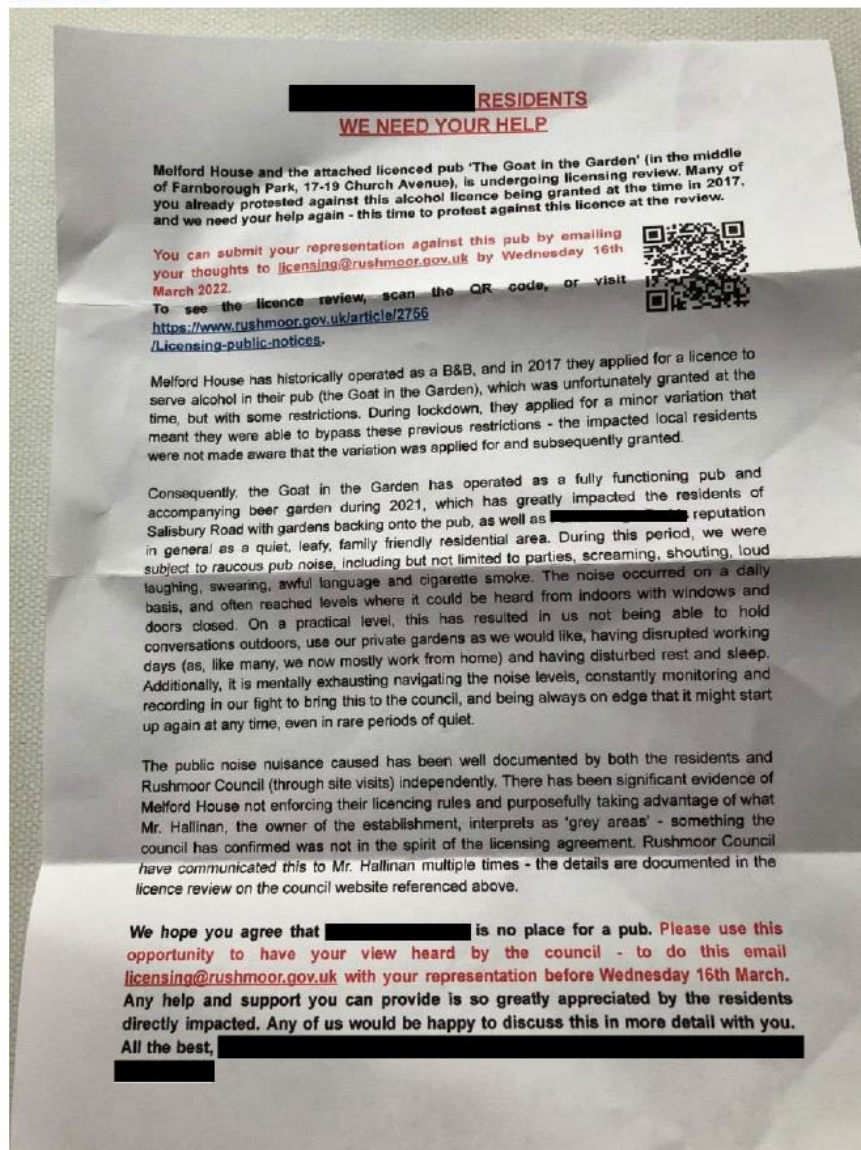 RESIDENTS
WE NEED YOUR HELP
Melford House and the attached licenced pub 'The Goat in the Garden' (in the middle
of Farnborough Park, 17-19 Church Avenue), is undergoing licensing review. Many of
you already protested against this alcohol licence being granted at the time in 2017,
and we need your help again - this time to protest against this licence at the review.
You can submit your representation against this pub by emailing
your thoughts to licensing@rushmoor.gov.uk by Wednesday 16th
March 2022.
To see the licence review, scan the QR code, or visit
https://www.rushmoor.gov.uk/article/2756
/Licensing-public-notices.
Melford House has historically operated as a B&B, and in 2017 they applied for a licence to
serve alcohol in their pub (the Goat in the Garden), which was unfortunately granted at the
time, but with some restrictions. During lockdown, they applied for a minor variation that
meant they were able to bypass these previous restrictions - the impacted local residents
were not made aware that the variation was applied for and subsequently granted.
Consequently, the Goat in the Garden has operated as a fully functioning pub and
accompanying beer garden during 2021, which has greatly impacted the residents of
Salisbury Road with gardens backing onto the pub, as well as reputation
in general as a quiet, leafy, family friendly residential area. During this period, we were
subject to raucous pub noise, including but not limited to parties, screaming, shouting, loud
laughing, swearing, awful language and cigarette smoke. The noise occurred on a daily
basis, and often reached levels where it could be heard from indoors with windows and
doors closed. On a practical level, this has resulted in us not being able to hold
conversations outdoors, use our private gardens as we would like, having disrupted working
days (as, like many, we now mostly work from home) and having disturbed rest and sleep.
Additionally, it is mentally exhausting navigating the noise levels, constantly monitoring and
recording in our fight to bring this to the council, and being always on edge that it might start
up again at any time, even in rare periods of quiet.
The public noise nuisance caused has been well documented by both the residents and
Rushmoor Council (through site visits) independently. There has been significant evidence of
Melford House not enforcing their licencing rules and purposefully taking advantage of what
Mr. Hallinan, the owner of the establishment, interprets as 'grey areas' - something the
council has confirmed was not in the spirit of the licensing agreement. Rushmoor Council
have communicated this to Mr. Hallinan multiple times - the details are documented in the
licence review on the council website referenced above.
We hope you agree that is no place for a pub. Please use this
opportunity to have your view heard by the council - to do this email
licensing@rushmoor.gov.uk with your representation before Wednesday 16th March.
Any help and support you can provide is so greatly appreciated by the residents
directly impacted. Any of us would be happy to discuss this in more detail with you.
All the best,